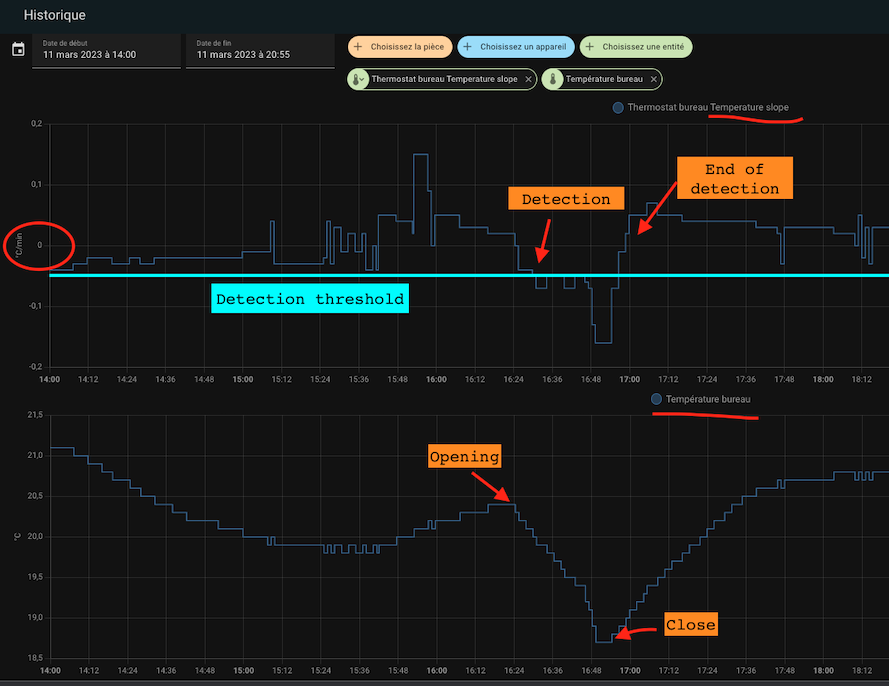 Historique
Date de début
11 mars 2023 à 14:00
Date de fin
11 mars 2023 à 20:55
Choisissez la pièce
Choisissez un appareil
Choisissez une entité
Thermostat bureau Temperature slope
Température bureau
Thermostat bureau Temperature slope
0,2
0,1
0
-0,1
-0,2
°C/min
Detection
End of
detection
Detection threshold
14:00 14:12 14:24 14:36 14:48 15:00 15:12 15:24 15:36 15:48 16:00 16:12 16:24 16:36 16:48 17:00 17:12 17:24 17:36 17:48 18:00 18:12
Température bureau
21,5
21,0
20,5
20,0
19,5
19,0
18,5
°C
Opening
Close
14:00 14:12 14:24 14:36 14:48 15:00 15:12 15:24 15:36 15:48 16:00 16:12 16:24 16:36 16:48 17:00 17:12 17:24 17:36 17:48 18:00 18:12